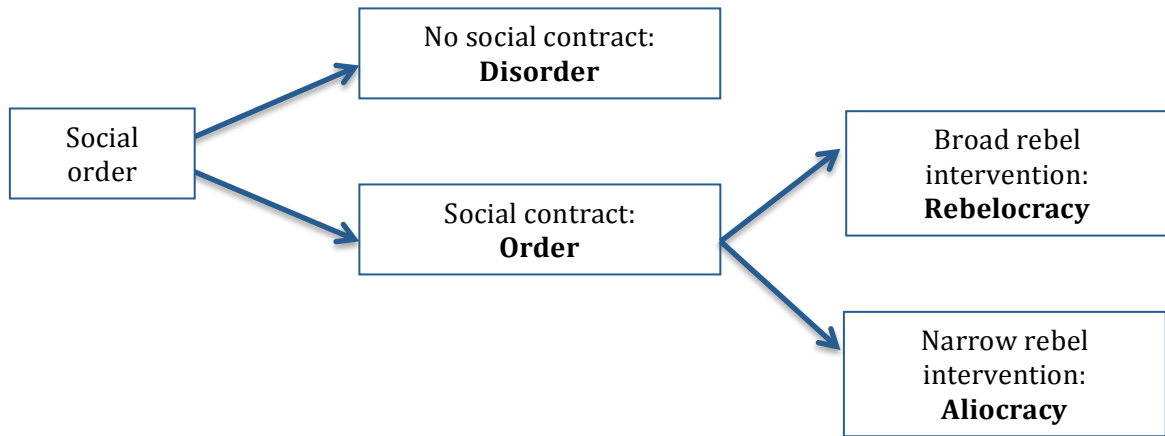 Social
order
No social contract:
Disorder
Social contract:
Order
Broad rebel
intervention:
Rebelocracy
Narrow rebel
intervention:
Aliocracy